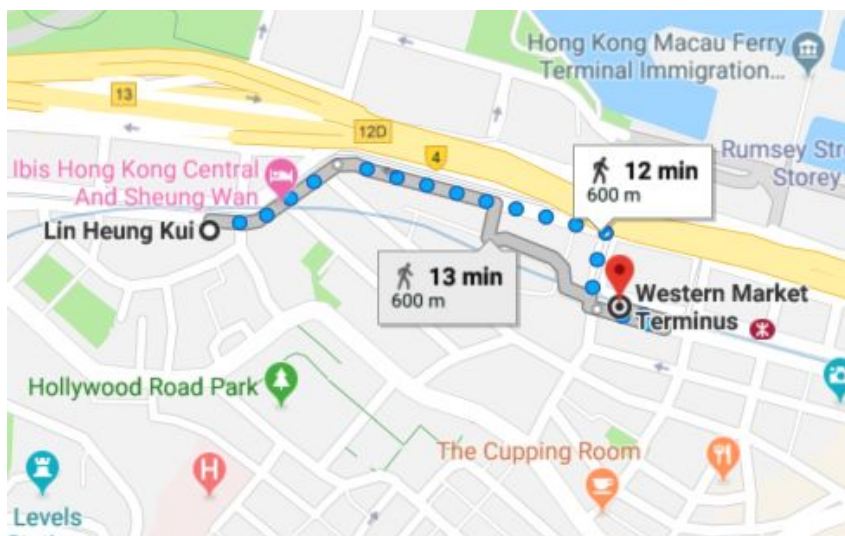 Hong Kong Macau Ferry
Terminal Immigration...
13
12D
4
12 min
600 m
Rumsey Str
Storey
Ibis Hong Kong Central
And Sheung Wan
Lin Heung Kui
13 min
600 m
Western Market
Terminus
Hollywood Road Park
H
The Cupping Room
Levels